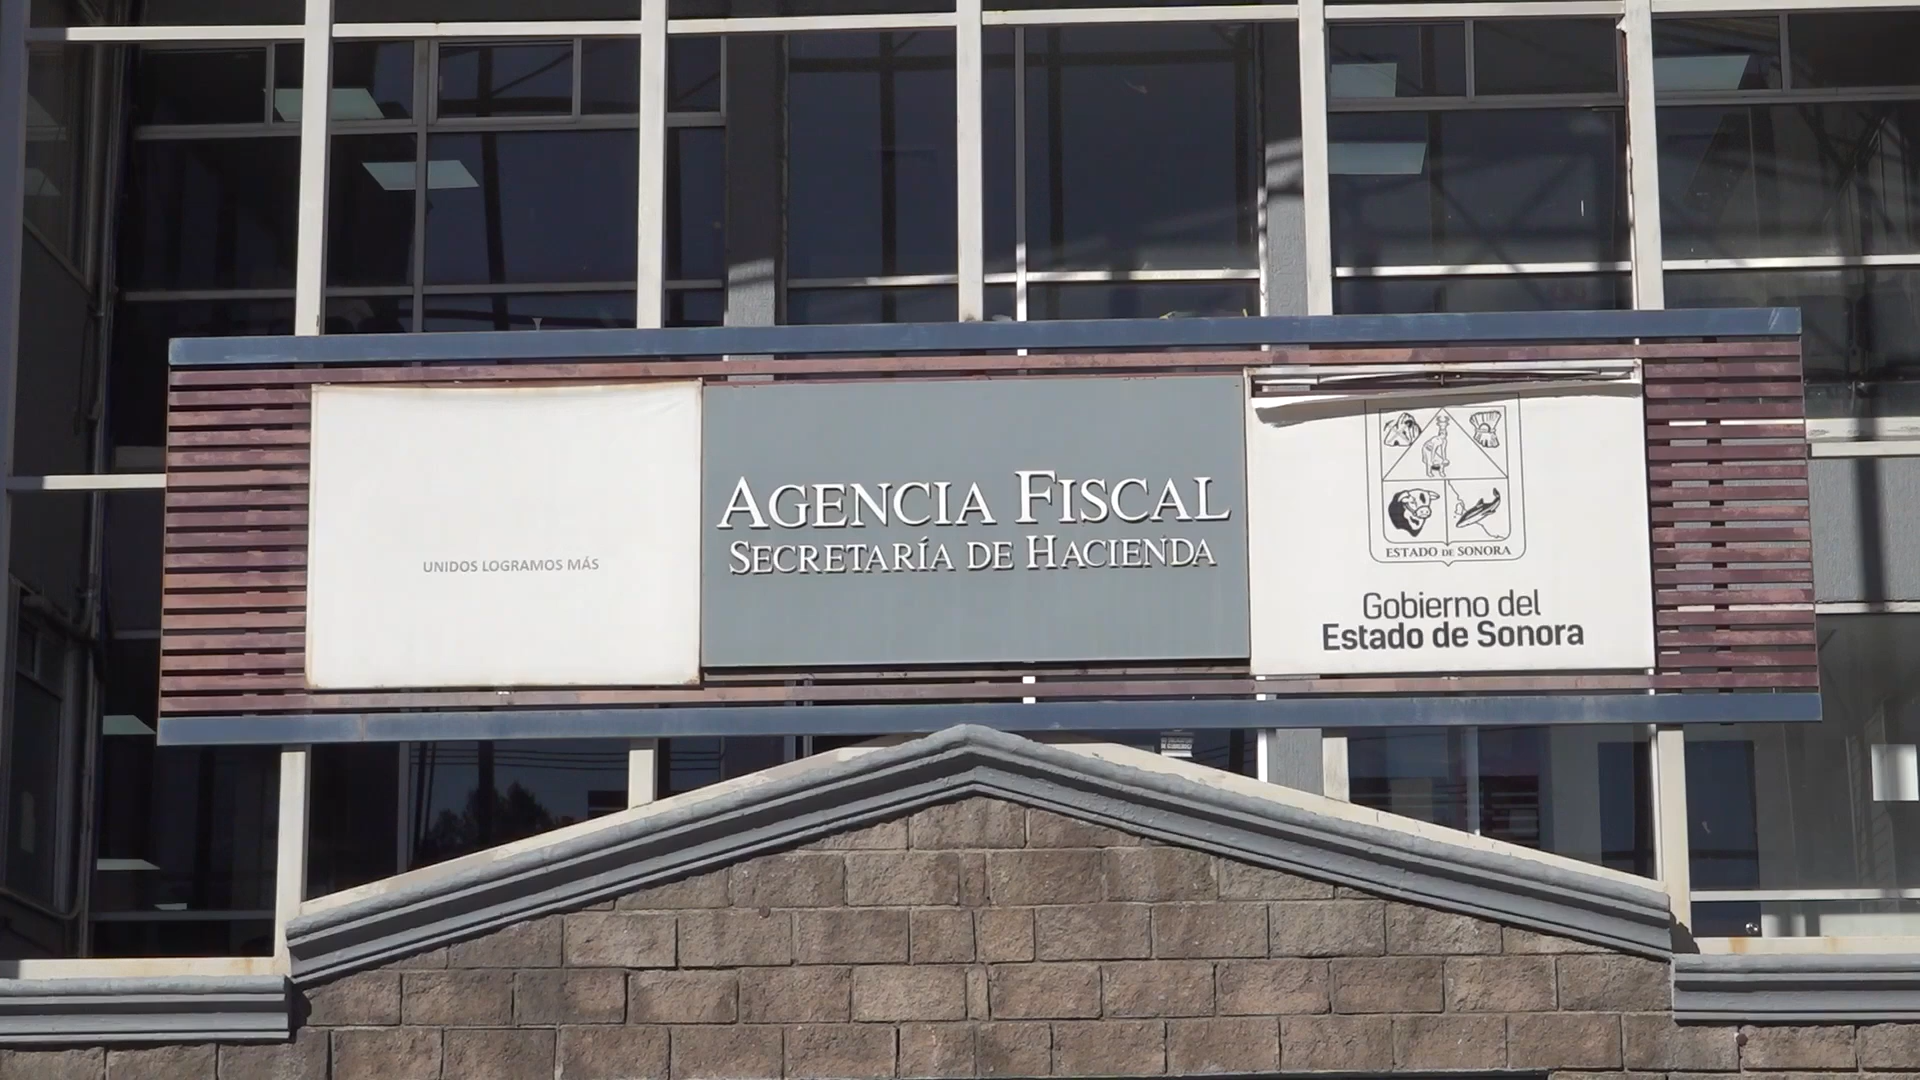 UNIDOS LOGRAMOS MÁS
AGENCIA FISCAL
SECRETARÍA DE HACIENDA
ESTADO DE SONORA
Gobierno del
Estado de Sonora